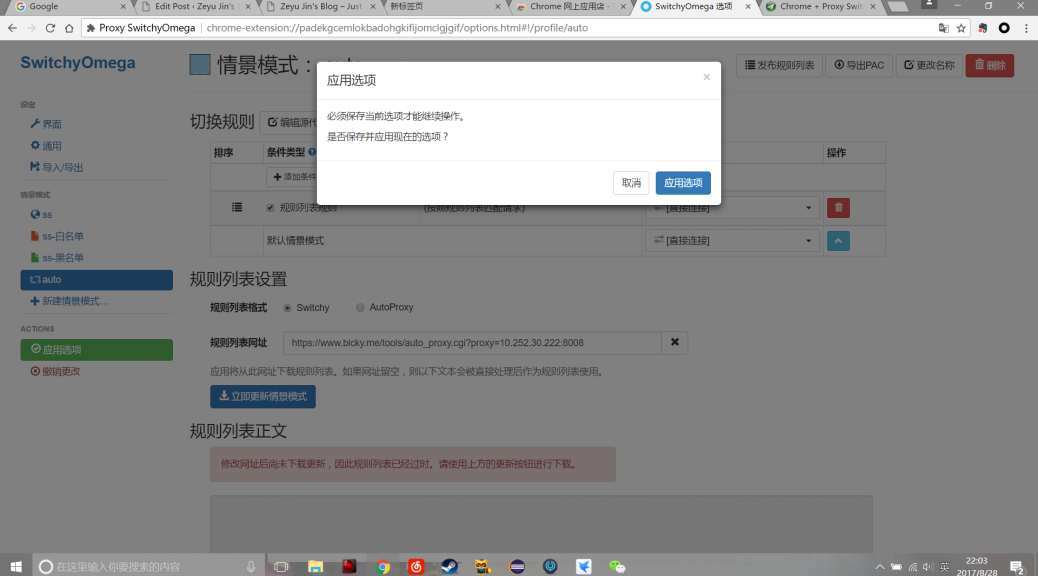 Google
Edit Post ‹ Zeyu Jin's
Zeyu Jin's Blog – Just
新标签页
Chrome 网上应用店 -
SwitchyOmega 选项
Chrome + Proxy Swit
Proxy SwitchyOmega
chrome-extension://padekgcemlokbadohgkifijomclgjgif/options.html#!/profile/auto
SwitchyOmega
情景模式：
发布规则列表
导出PAC
更改名称
删除
应用选项
×
必须保存当前选项才能继续操作。
是否保存并应用现在的选项？
取消
应用选项
设定
界面
通用
导入/导出
情景模式
ss
ss-白名单
ss-黑名单
auto
新建情景模式...
ACTIONS
应用选项
撤销更改
切换规则
编辑源代
排序
条件类型
操作
添加条件
规则列表规则
(按照规则列表匹配请求)
[直接连接]
默认情景模式
[直接连接]
规则列表设置
规则列表格式
Switchy
AutoProxy
规则列表网址
https://www.bicky.me/tools/auto_proxy.cgi?proxy=10.252.30.222:8008
应用将从此网址下载规则列表。如果网址留空，则以下文本会被直接处理后作为规则列表使用。
立即更新情景模式
规则列表正文
修改网址后尚未下载更新，因此规则列表已经过时。请使用上方的更新按钮进行下载。
在这里输入你要搜索的内容
英
22:03
2017/8/28
2